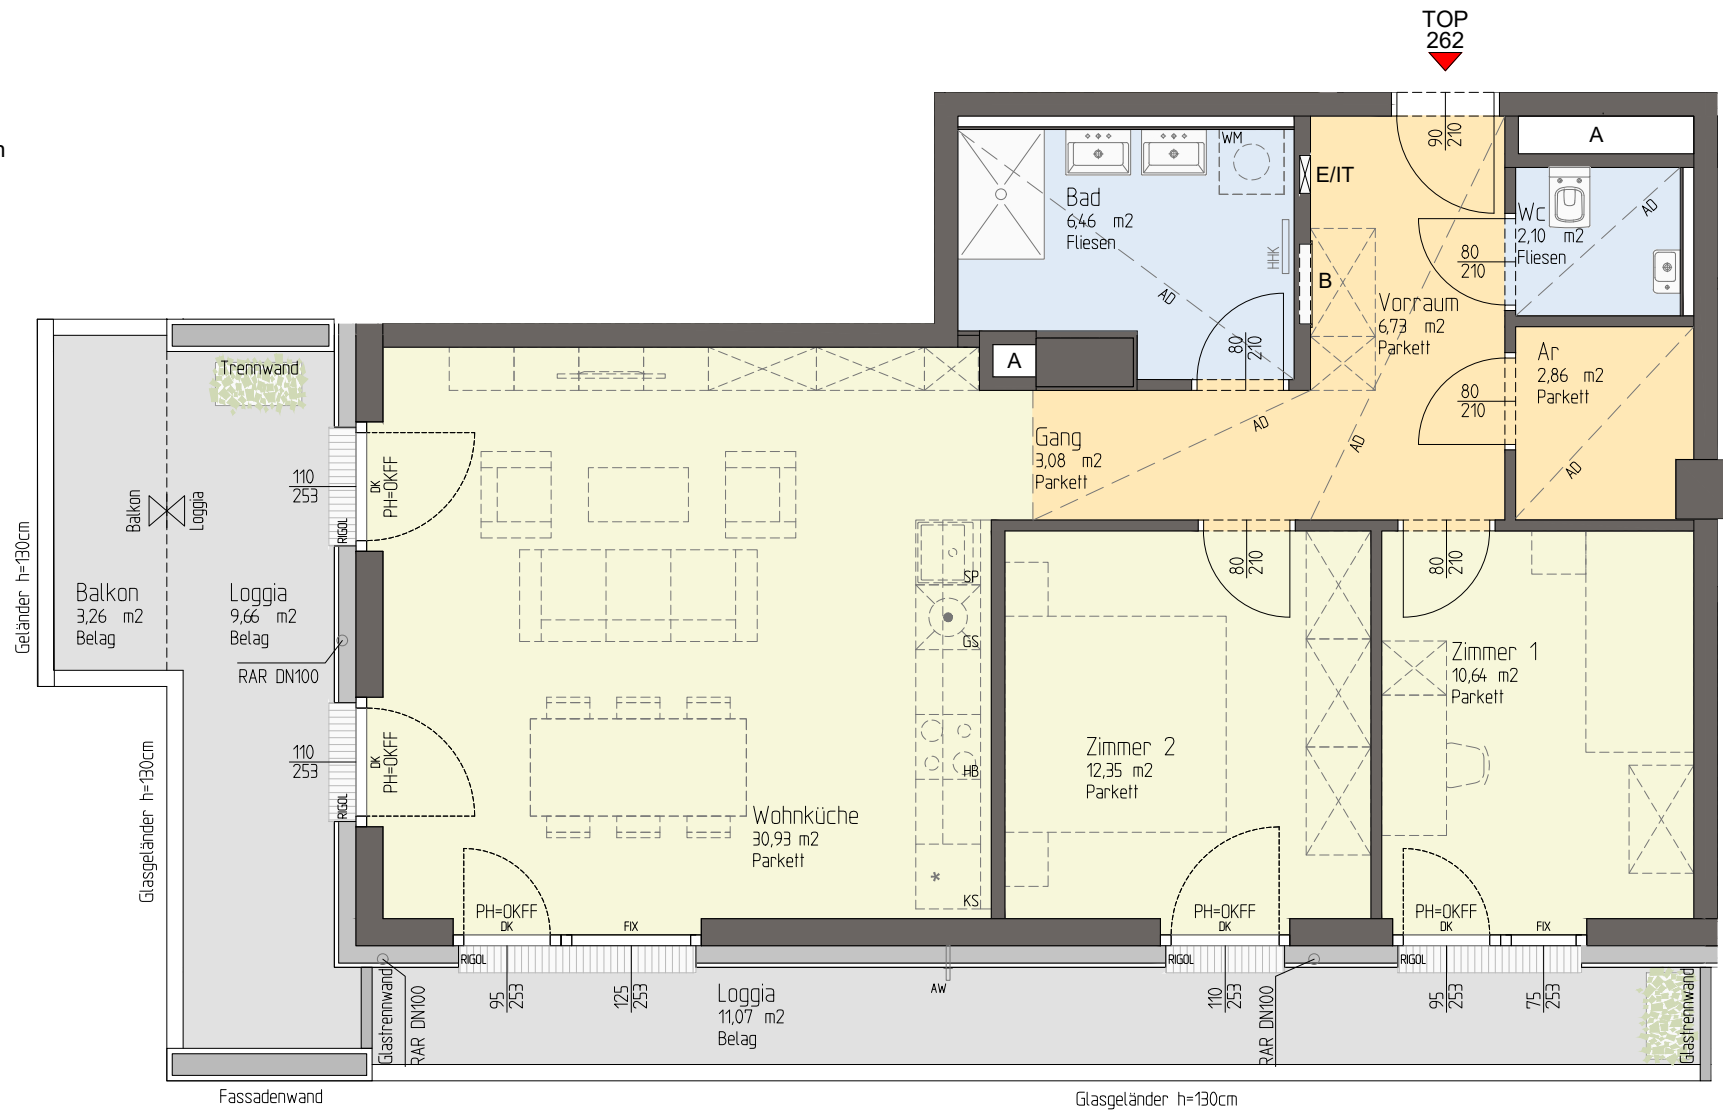 TOP
262
n
90
210
A
WM
E/IT
Bad
6,46 m2
Fliesen
HHK
AD
Wc
2,10 m2
Fliesen
AD
80
210
B
Vorraum
6,73 m2
Parkett
80
210
A
Ar
2,86 m2
Parkett
80
210
AD
Trennwand
Gang
3,08 m2
Parkett
AD
AD
110
253
DK
PH=OKFF
RIGOL
Balkon
Loggia
Geländer h=130cm
Balkon
3,26 m2
Belag
Loggia
9,66 m2
Belag
RAR DN100
SP
GS
HB
KS
80
210
80
210
Zimmer 1
10,64 m2
Parkett
Zimmer 2
12,35 m2
Parkett
110
253
DK
PH=OKFF
RIGOL
Glasgeländer h=130cm
Wohnküche
30,93 m2
Parkett
PH=OKFF
DK
FIX
PH=OKFF
DK
PH=OKFF
DK
FIX
RIGOL
RIGOL
RIGOL
Glastrennwand
RAR DN100
95
253
125
253
Loggia
11,07 m2
Belag
AW
110
253
RAR DN100
95
253
75
253
Glastrennwand
Fassadenwand
Glasgeländer h=130cm